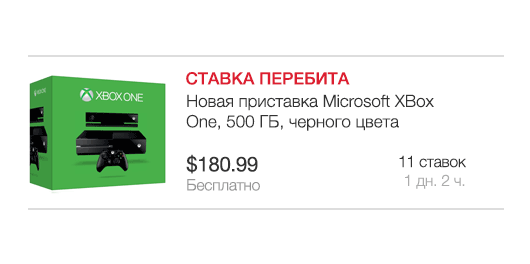 XBOX ONE
СТАВКА ПЕРЕБИТА
Новая приставка Microsoft XBox
One, 500 ГБ, черного цвета
$180.99
11 ставок
Бесплатно
1 дн. 2 ч.